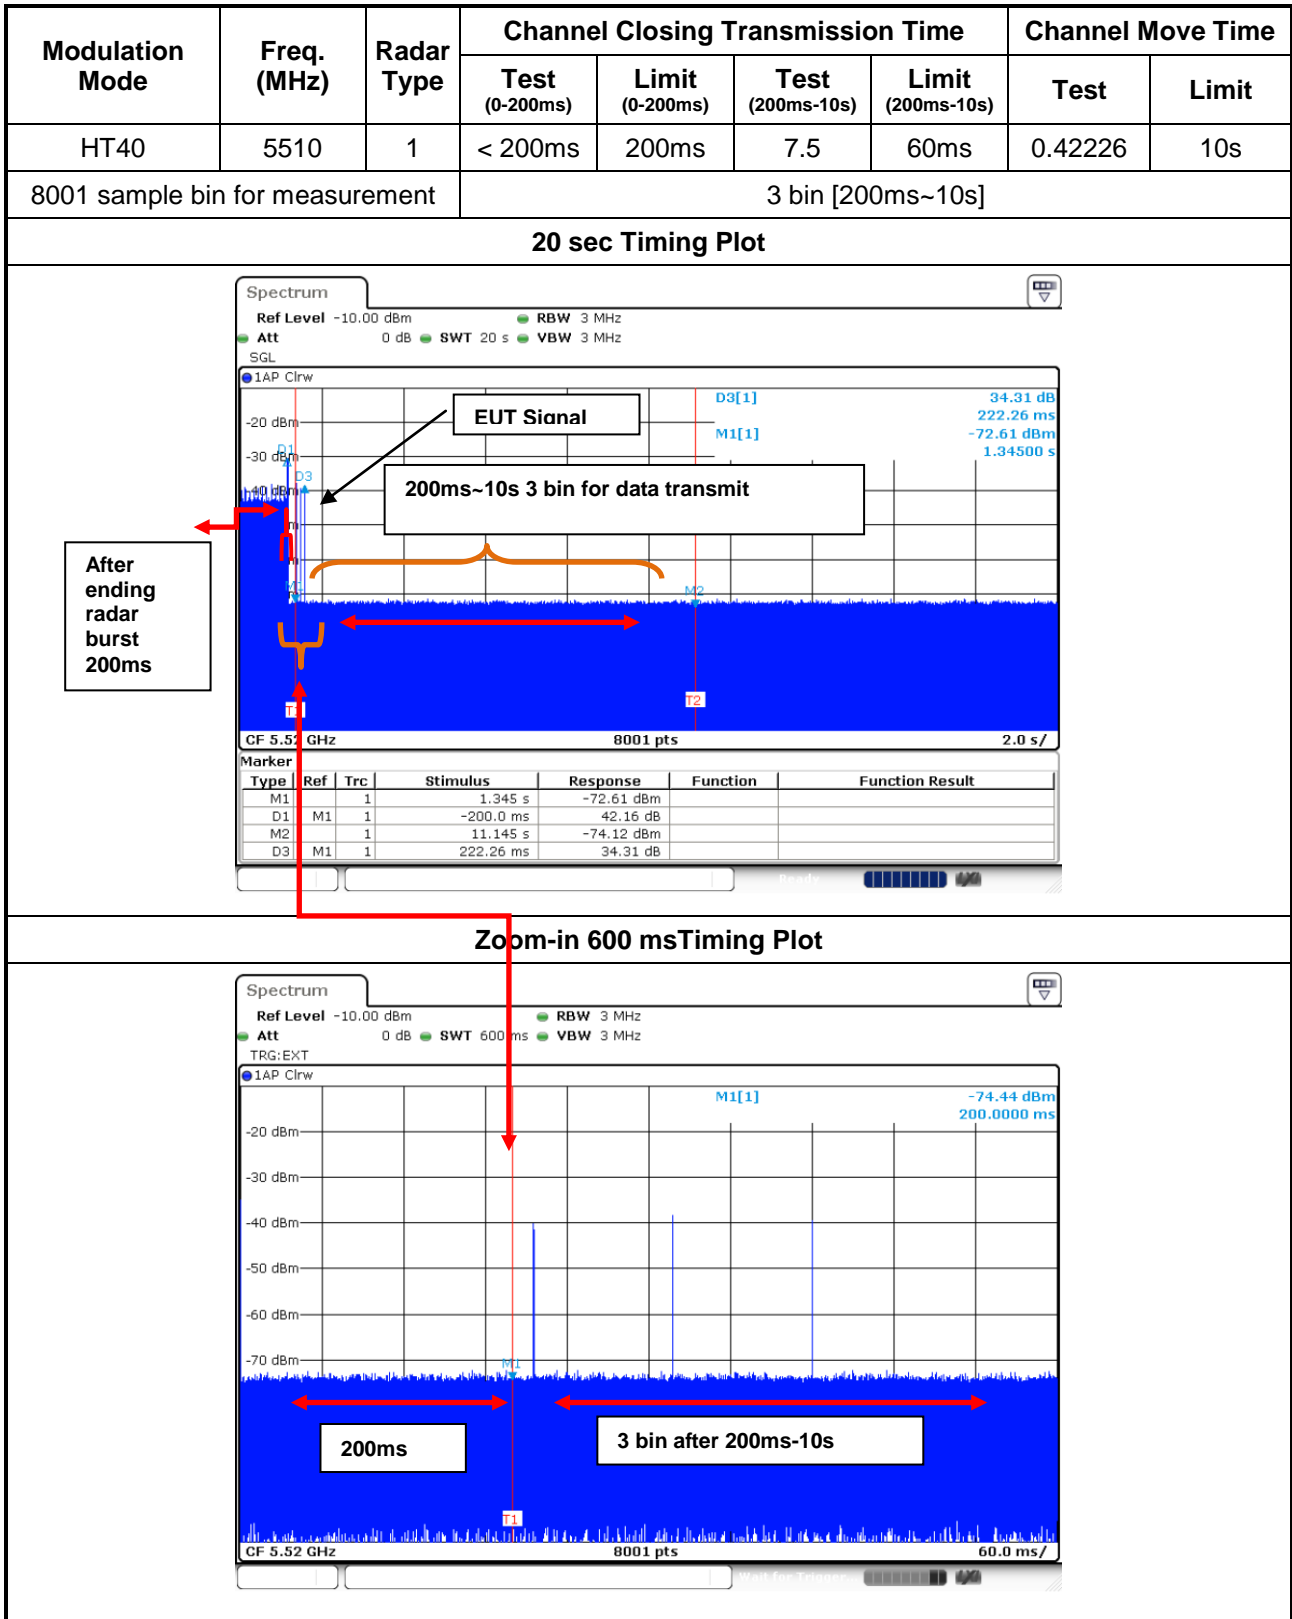 Modulation Mode | Freq. (MHz) | Radar Type | Channel Closing Transmission Time | Channel Move Time
Test (0-200ms) | Limit (0-200ms) | Test (200ms-10s) | Limit (200ms-10s) | Test | Limit
HT40 | 5510 | 1 | < 200ms | 200ms | 7.5 | 60ms | 0.42226 | 10s
8001 sample bin for measurement | 3 bin [200ms~10s]
20 sec Timing Plot
Spectrum
Ref Level -10.00 dBm RBW 3 MHz
Att 0 dB SWT 20 s VBW 3 MHz
SGL
1AP Clrw
D3[1] 34.31 dB
222.26 ms
M1[1] -72.61 dBm
1.34500 s
EUT Signal
-20 dBm
D1
-30 dBm
D3
-40 dBm
200ms~10s 3 bin for data transmit
After
ending
radar
burst
200ms
M1
M2
T1
T2
CF 5.52 GHz 8001 pts 2.0 s/
Marker
Type | Ref | Trc | Stimulus | Response | Function | Function Result
M1 | 1 | 1.345 s | -72.61 dBm
D1 | M1 | 1 | -200.0 ms | 42.16 dB
M2 | 1 | 11.145 s | -74.12 dBm
D3 | M1 | 1 | 222.26 ms | 34.31 dB
Ready
Zoom-in 600 msTiming Plot
Spectrum
Ref Level -10.00 dBm RBW 3 MHz
Att 0 dB SWT 600 ms VBW 3 MHz
TRG:EXT
1AP Clrw
M1[1] -74.44 dBm
200.0000 ms
-20 dBm
-30 dBm
-40 dBm
-50 dBm
-60 dBm
-70 dBm
M1
200ms
3 bin after 200ms-10s
T1
CF 5.52 GHz 8001 pts 60.0 ms/
Wait for Trigger...